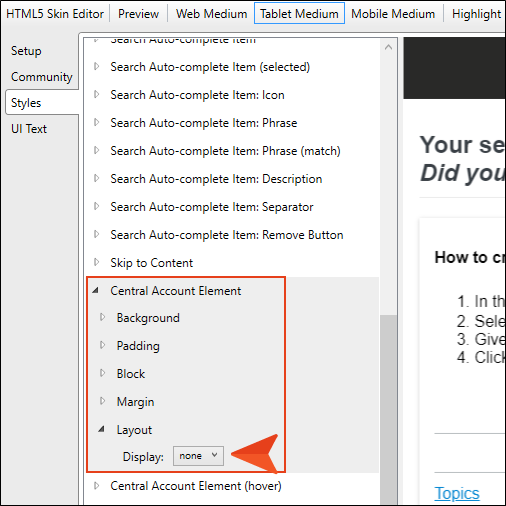 HTML5 Skin Editor Preview Web Medium Tablet Medium Mobile Medium Highlight
Setup
Community
Styles
UI Text
Search Auto-complete Item
Search Auto-complete Item (selected)
Search Auto-complete Item: Icon
Search Auto-complete Item: Phrase
Search Auto-complete Item: Phrase (match)
Search Auto-complete Item: Description
Search Auto-complete Item: Separator
Search Auto-complete Item: Remove Button
Skip to Content
Central Account Element
Background
Padding
Block
Margin
Layout
Display: none
Central Account Element (hover)
Your se
Did you
How to cr
1. In th
2. Sele
3. Give
4. Click
Topics